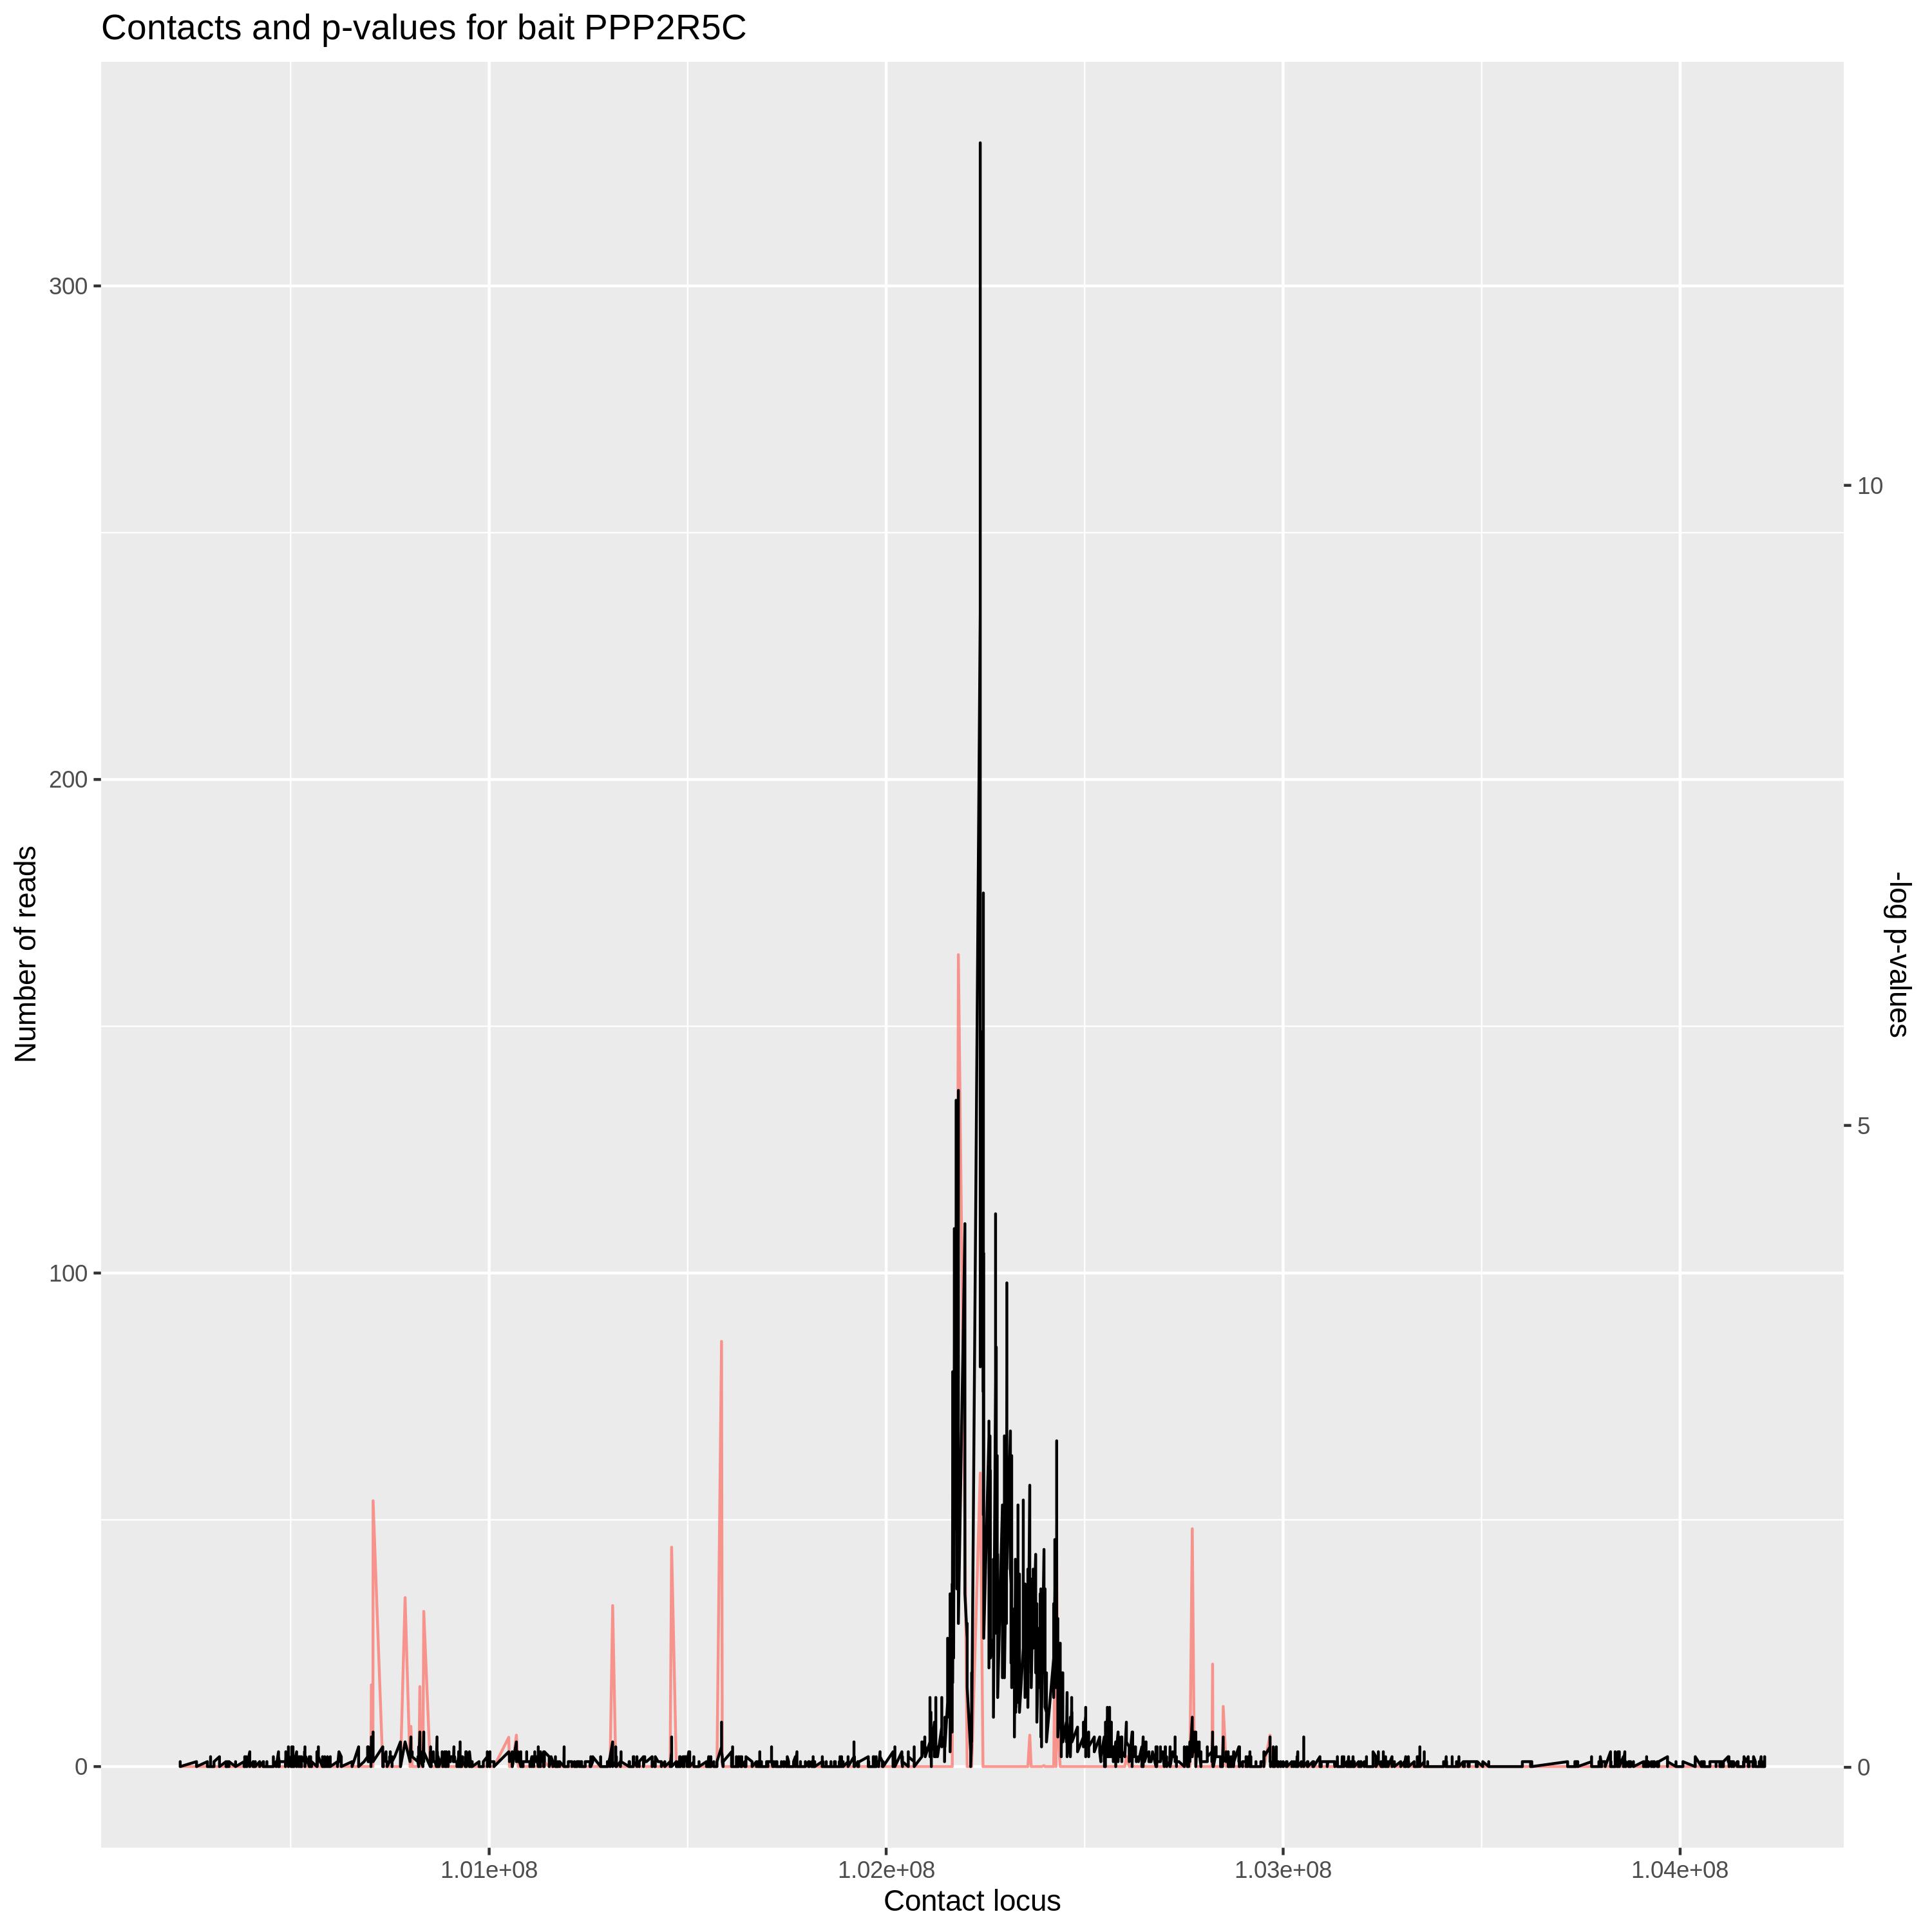 Contacts and p-values for bait PPP2R5C
300
200
100
0
Number of reads
10
5
0
-log p-values
1.01e+08
1.02e+08
1.03e+08
1.04e+08
Contact locus